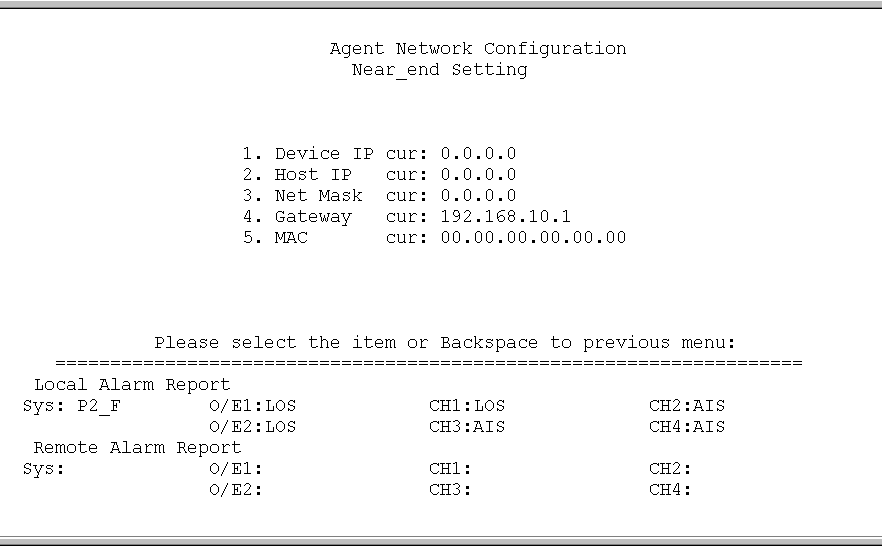 Agent Network Configuration
Near_end Setting
1. Device IP cur: 0.0.0.0
2. Host IP   cur: 0.0.0.0
3. Net Mask  cur: 0.0.0.0
4. Gateway   cur: 192.168.10.1
5. MAC       cur: 00.00.00.00.00.00
Please select the item or Backspace to previous menu:
====================================================================
Local Alarm Report
Sys: P2_F        O/E1:LOS            CH1:LOS             CH2:AIS
                 O/E2:LOS            CH3:AIS             CH4:AIS
Remote Alarm Report
Sys:             O/E1:               CH1:                CH2:
                 O/E2:               CH3:                CH4: